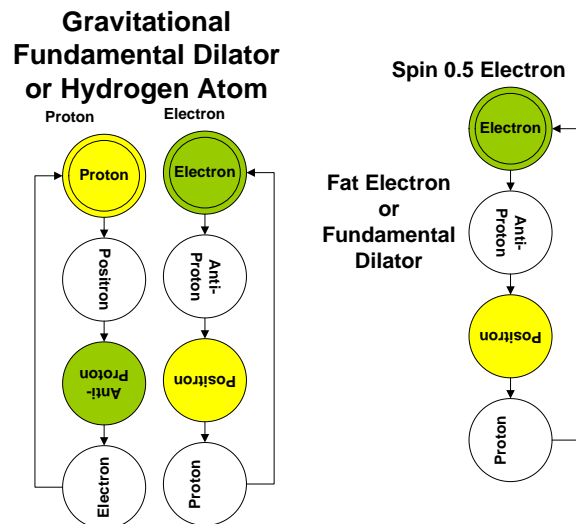 Gravitational
Fundamental Dilator
or Hydrogen Atom
Proton
Electron
Proton
Positron
Anti-
Proton
Electron
Electron
Anti-
Proton
Positron
Proton
Spin 0.5 Electron
Fat Electron
or
Fundamental
Dilator
Electron
Anti-
Proton
Positron
Proton